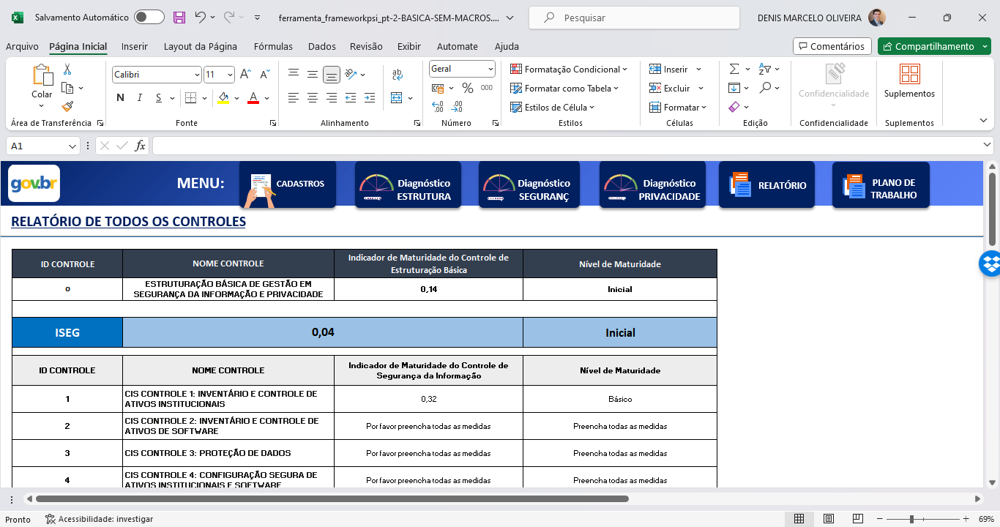 Salvamento Automático
ferramenta_frameworkpsi_pt-2-BASICA-SEM-MACROS....
Pesquisar
DENIS MARCELO OLIVEIRA
Arquivo Página Inicial Inserir Layout da Página Fórmulas Dados Revisão Exibir Automate Ajuda
Comentários
Compartilhamento
Colar
Área de Transferência
Calibri 11
N I S
Fonte
Alinhamento
Geral
% 000
Número
Formatação Condicional
Formatar como Tabela
Estilos de Célula
Estilos
Inserir
Excluir
Formatar
Células
Edição
Confidencialidade
Confidencialidade
Suplementos
Suplementos
A1
fx
gov.br
MENU:
CADASTROS
Diagnóstico
ESTRUTURA
Diagnóstico
SEGURANÇ
Diagnóstico
PRIVACIDADE
RELATÓRIO
PLANO DE
TRABALHO
RELATÓRIO DE TODOS OS CONTROLES
ID CONTROLE
NOME CONTROLE
Indicador de Maturidade do Controle de
Estruturação Básica
Nível de Maturidade
0
ESTRUTURAÇÃO BÁSICA DE GESTÃO EM
SEGURANÇA DA INFORMAÇÃO E PRIVACIDADE
0,14
Inicial
ISEG
0,04
Inicial
ID CONTROLE
NOME CONTROLE
Indicador de Maturidade do Controle de
Segurança da Informação
Nível de Maturidade
1
CIS CONTROLE 1: INVENTÁRIO E CONTROLE DE
ATIVOS INSTITUCIONAIS
0,32
Básico
2
CIS CONTROLE 2: INVENTÁRIO E CONTROLE DE
ATIVOS DE SOFTWARE
Por favor preencha todas as medidas
Preencha todas as medidas
3
CIS CONTROLE 3: PROTEÇÃO DE DADOS
Por favor preencha todas as medidas
Preencha todas as medidas
4
CIS CONTROLE 4: CONFIGURAÇÃO SEGURA DE
ATIVOS INSTITUCIONAIS E SOFTWARE
Por favor preencha todas as medidas
Preencha todas as medidas
Pronto
Acessibilidade: investigar
69%